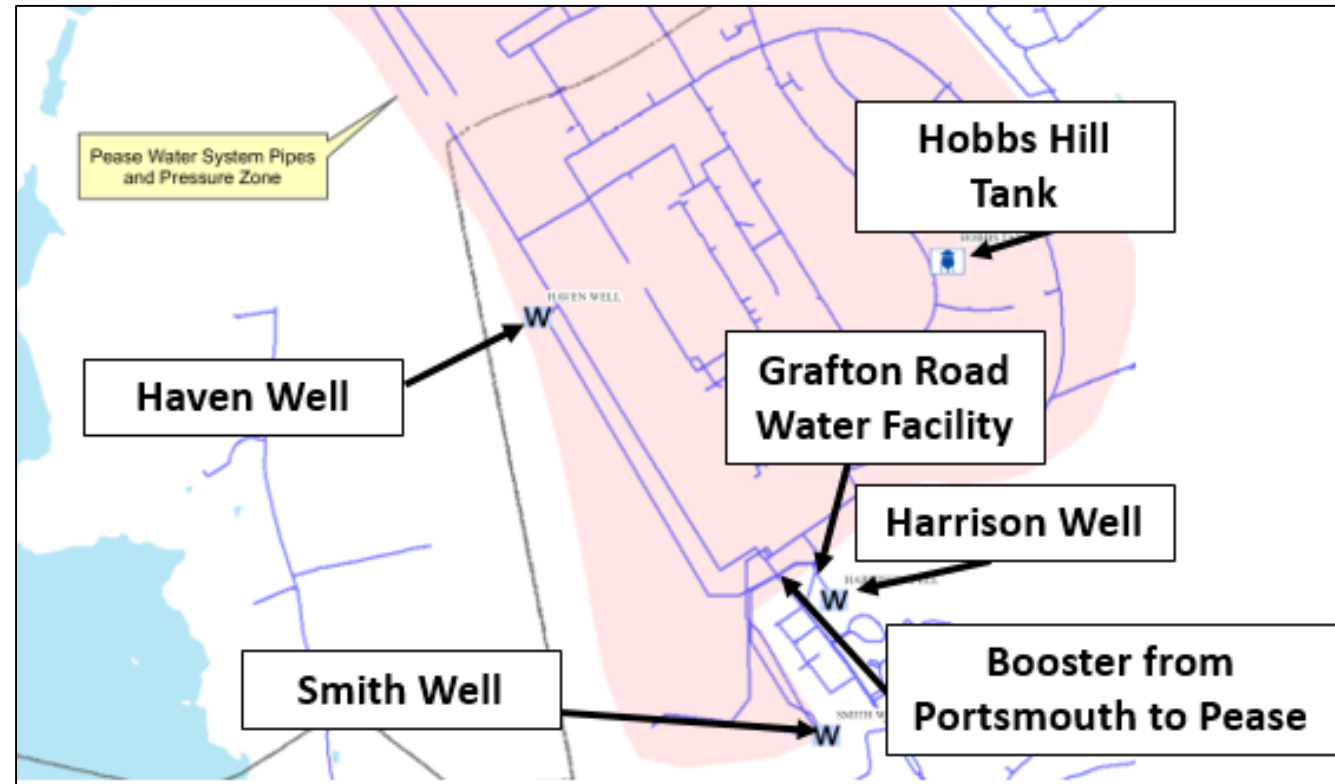 Pease Water System Pipes
and Pressure Zone
Hobbs Hill
Tank
W
HAVEN WELL
Haven Well
Grafton Road
Water Facility
Harrison Well
W
Booster from
Portsmouth to Pease
Smith Well
SMITH W
W